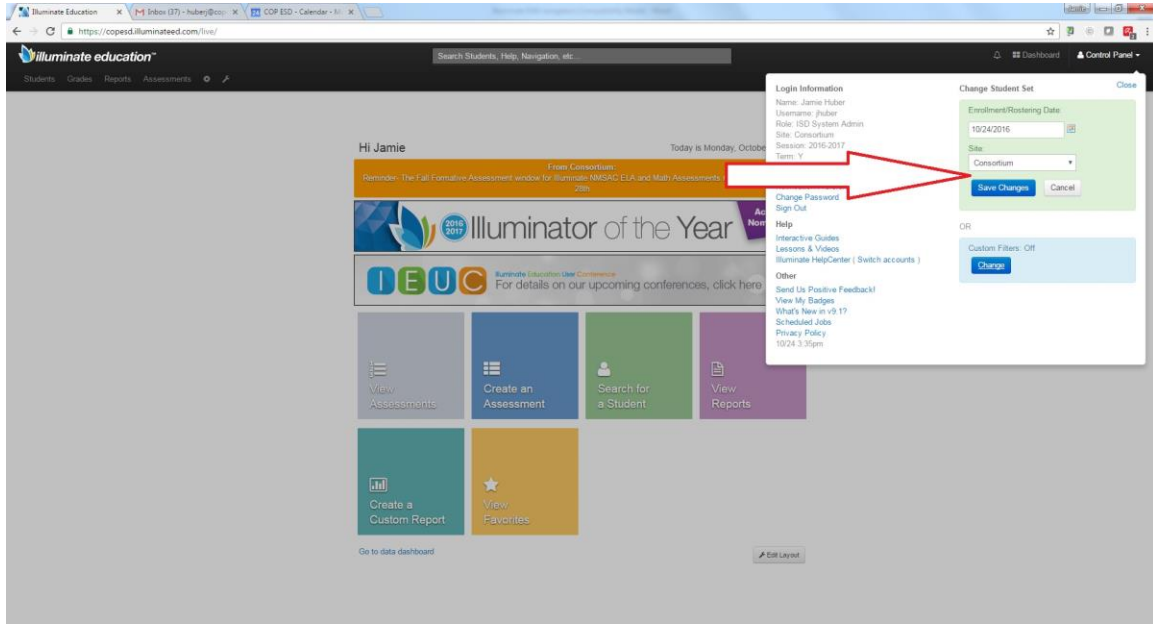 Illuminate Education
M Inbox (37) - huberj@cop
COP ESD - Calendar - M
https://copesd.illuminateed.com/live/
illuminate education™
Search Students, Help, Navigation, etc...
Dashboard
Control Panel
Students Grades Reports Assessments
Login Information
Name: Jamie Huber
Username: jhuber
Role: ISD System Admin
Site: Consortium
Session: 2016-2017
Term: Y
Change Password
Sign Out
Help
Interactive Guides
Lessons & Videos
Illuminate HelpCenter ( Switch accounts )
Other
Send Us Positive Feedback!
View My Badges
What's New in v9.1?
Scheduled Jobs
Privacy Policy
10/24 3:35pm
Change Student Set
Close
Enrollment/Rostering Date:
10/24/2016
Site:
Consortium
Save Changes Cancel
OR
Custom Filters: Off
Change
Hi Jamie
Today is Monday, Octobe
From Consortium:
Reminder- The Fall Formative Assessment window for Illuminate NMSAC ELA and Math Assessments
28th
2016
2017
Illuminator of the Year
Ac
Nom
IEUC
Illuminate Education User Conference
For details on our upcoming conferences, click here
View
Assessments
Create an
Assessment
Search for
a Student
View
Reports
Create a
Custom Report
View
Favorites
Go to data dashboard
Edit Layout